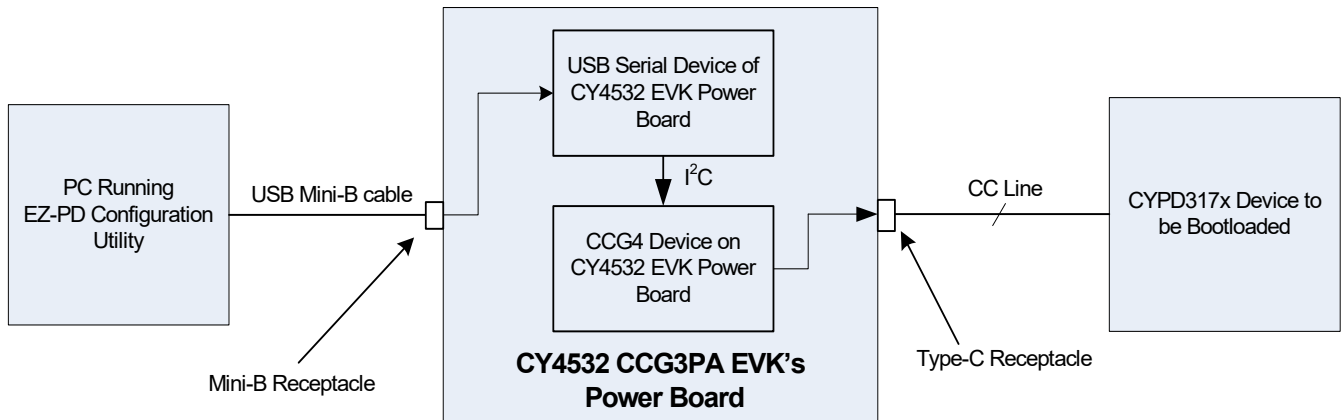 PC Running
EZ-PD Configuration
Utility
USB Mini-B cable
Mini-B Receptacle
USB Serial Device of
CY4532 EVK Power
Board
I²C
CCG4 Device on
CY4532 EVK Power
Board
CY4532 CCG3PA EVK's
Power Board
CC Line
Type-C Receptacle
CYPD317x Device to
be Bootloaded